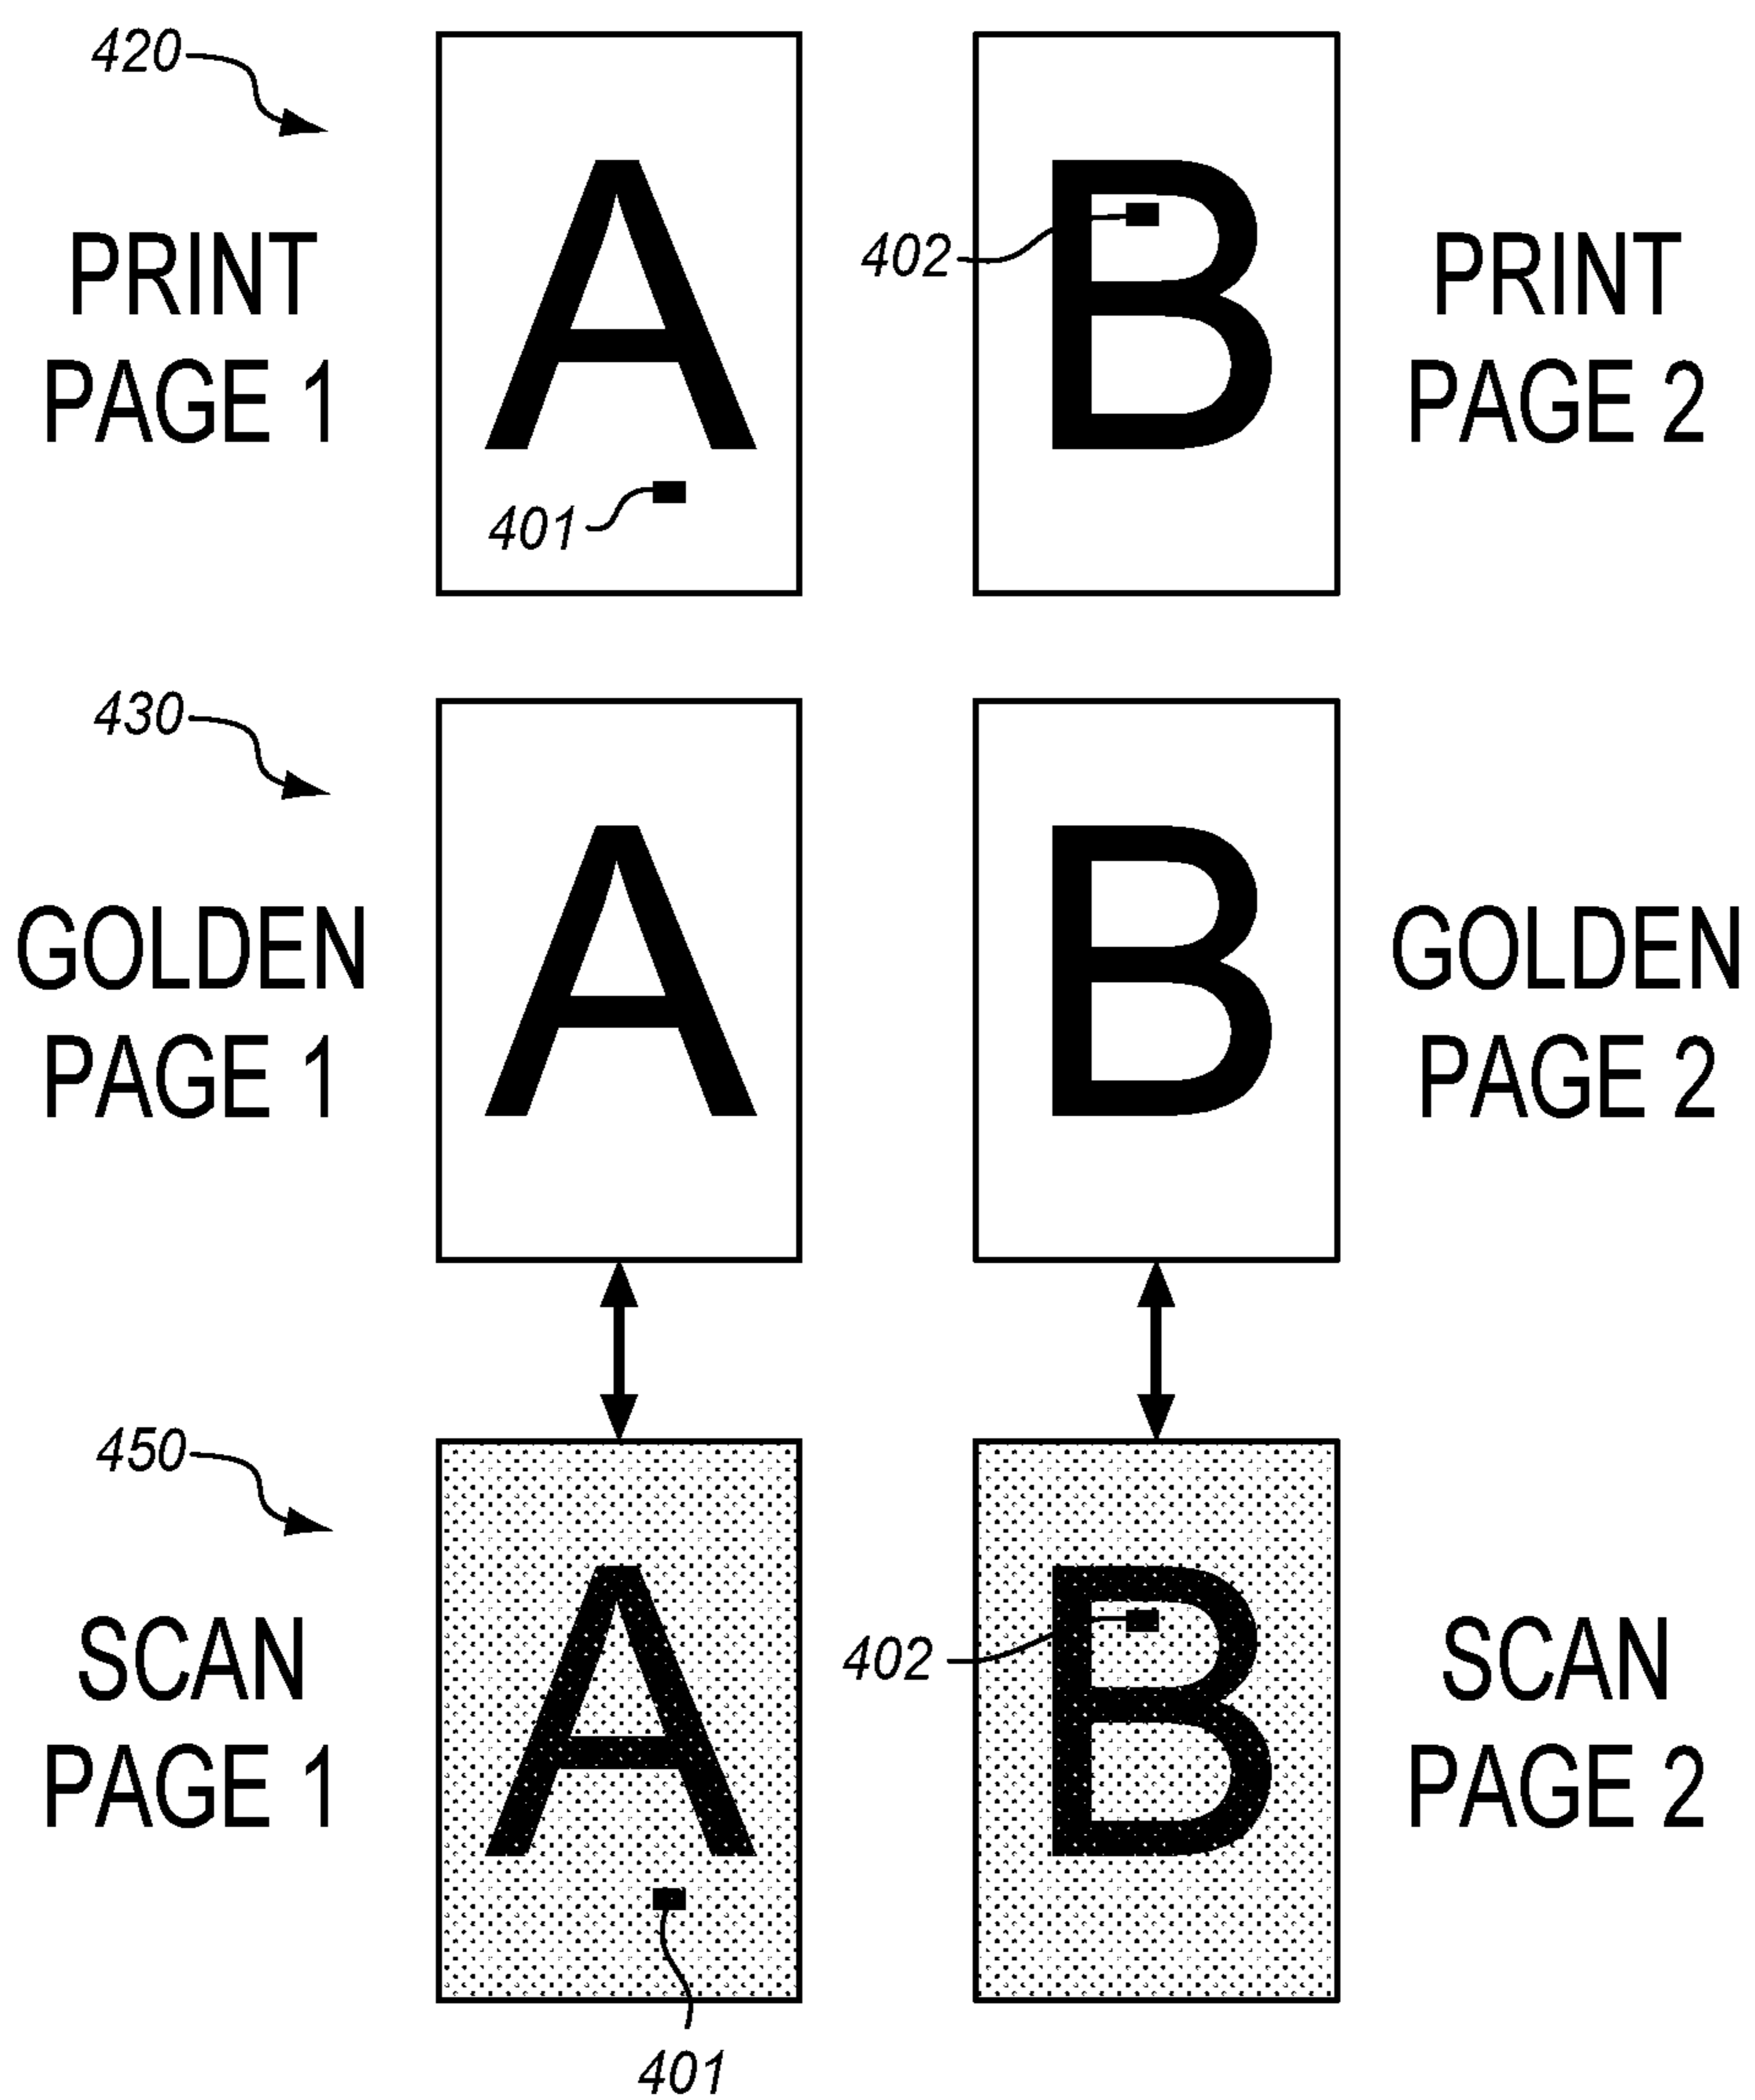 420
PRINT
PAGE 1
A
401
402
B
PRINT
PAGE 2
430
GOLDEN
PAGE 1
A
B
GOLDEN
PAGE 2
450
SCAN
PAGE 1
A
401
402
B
SCAN
PAGE 2